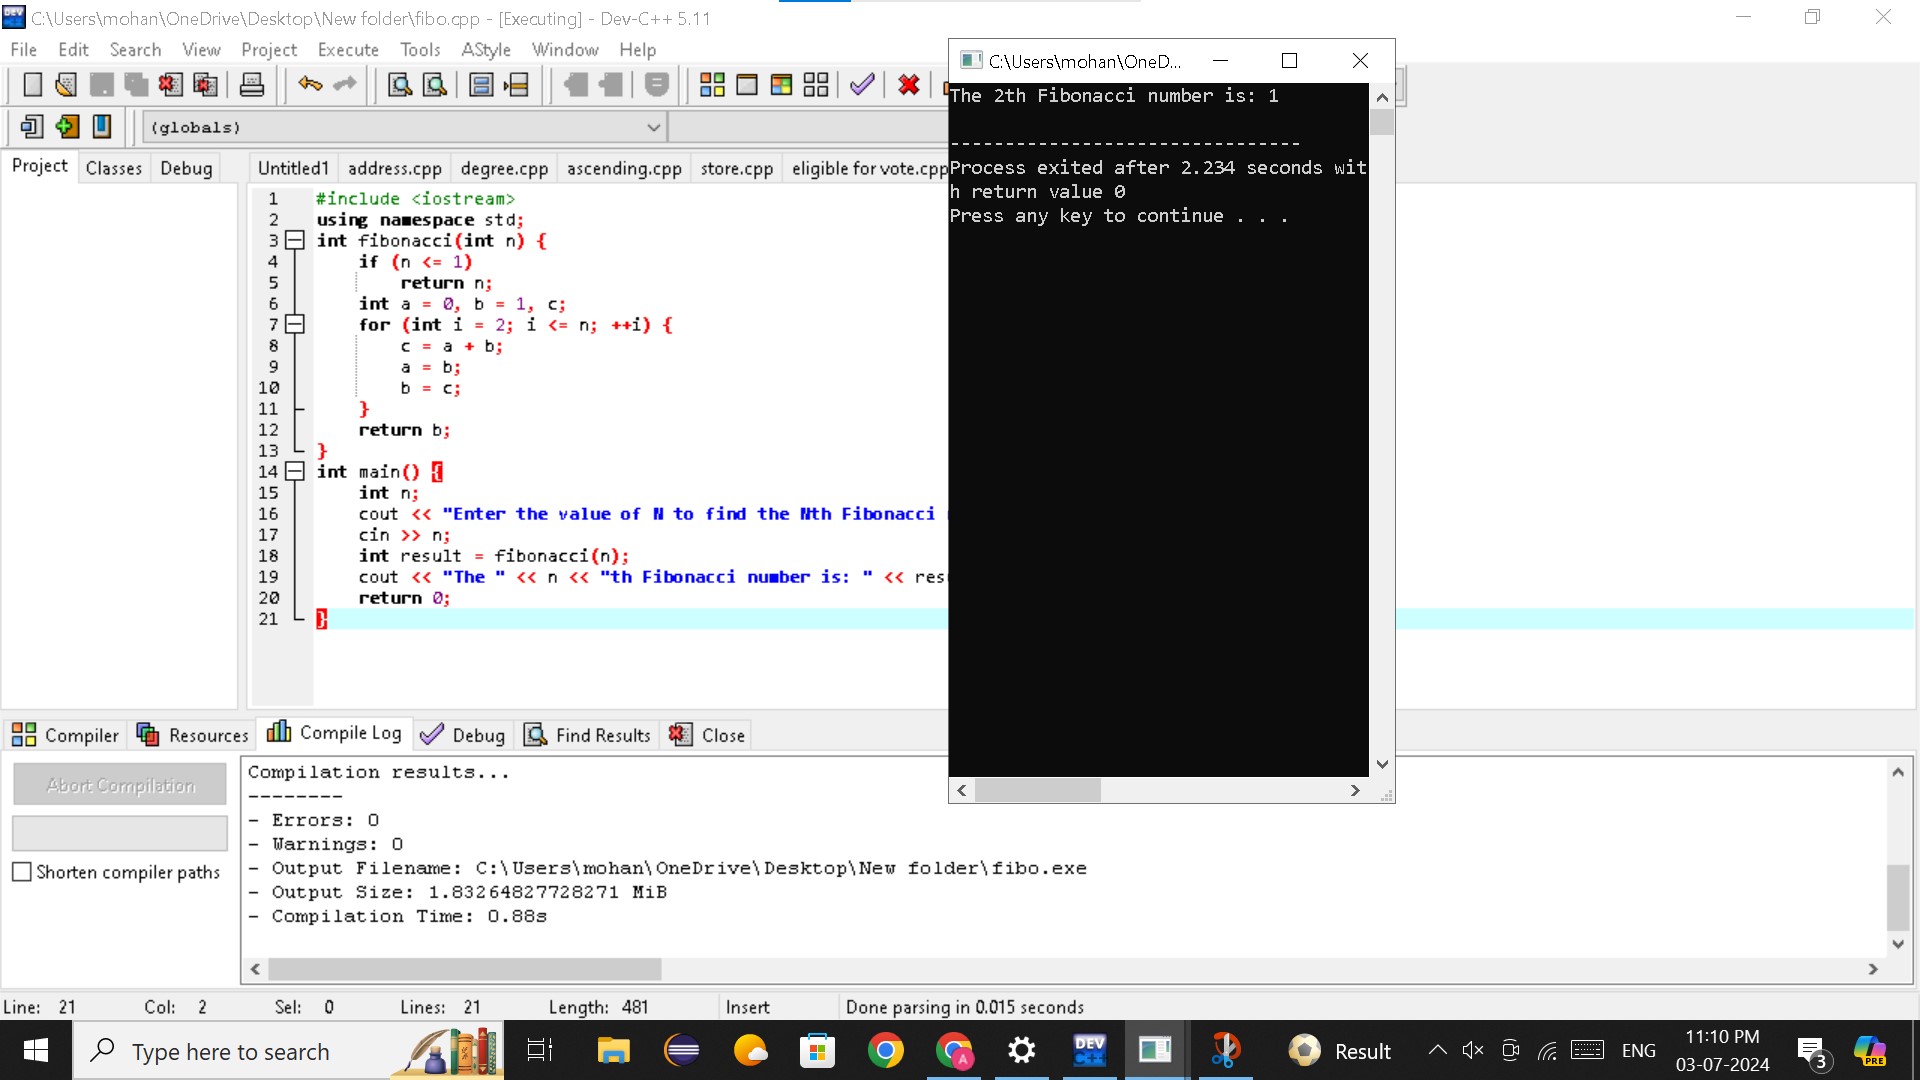 C:\Users\mohan\OneDrive\Desktop\New folder\fibo.cpp - [Executing] - Dev-C++ 5.11
File Edit Search View Project Execute Tools AStyle Window Help
(globals)
Project Classes Debug
Untitled1 address.cpp degree.cpp ascending.cpp store.cpp eligible for vote.cpp
1 #include <iostream>
2 using namespace std;
3 int fibonacci(int n) {
4 if (n <= 1)
5 return n;
6 int a = 0, b = 1, c;
7 for (int i = 2; i <= n; ++i) {
8 c = a + b;
9 a = b;
10 b = c;
11 }
12 return b;
13 }
14 int main() {
15 int n;
16 cout << "Enter the value of N to find the Nth Fibonacci
17 cin >> n;
18 int result = fibonacci(n);
19 cout << "The " << n << "th Fibonacci number is: " << res
20 return 0;
21 }
C:\Users\mohan\OneD...
The 2th Fibonacci number is: 1
--------------------------------
Process exited after 2.234 seconds wit
h return value 0
Press any key to continue . . .
Compiler Resources Compile Log Debug Find Results Close
Abort Compilation
Shorten compiler paths
Compilation results...
--------
- Errors: 0
- Warnings: 0
- Output Filename: C:\Users\mohan\OneDrive\Desktop\New folder\fibo.exe
- Output Size: 1.83264827728271 MiB
- Compilation Time: 0.88s
Line: 21 Col: 2 Sel: 0 Lines: 21 Length: 481 Insert Done parsing in 0.015 seconds
Type here to search
DEV C++
Result
ENG
11:10 PM
03-07-2024
3
PRE